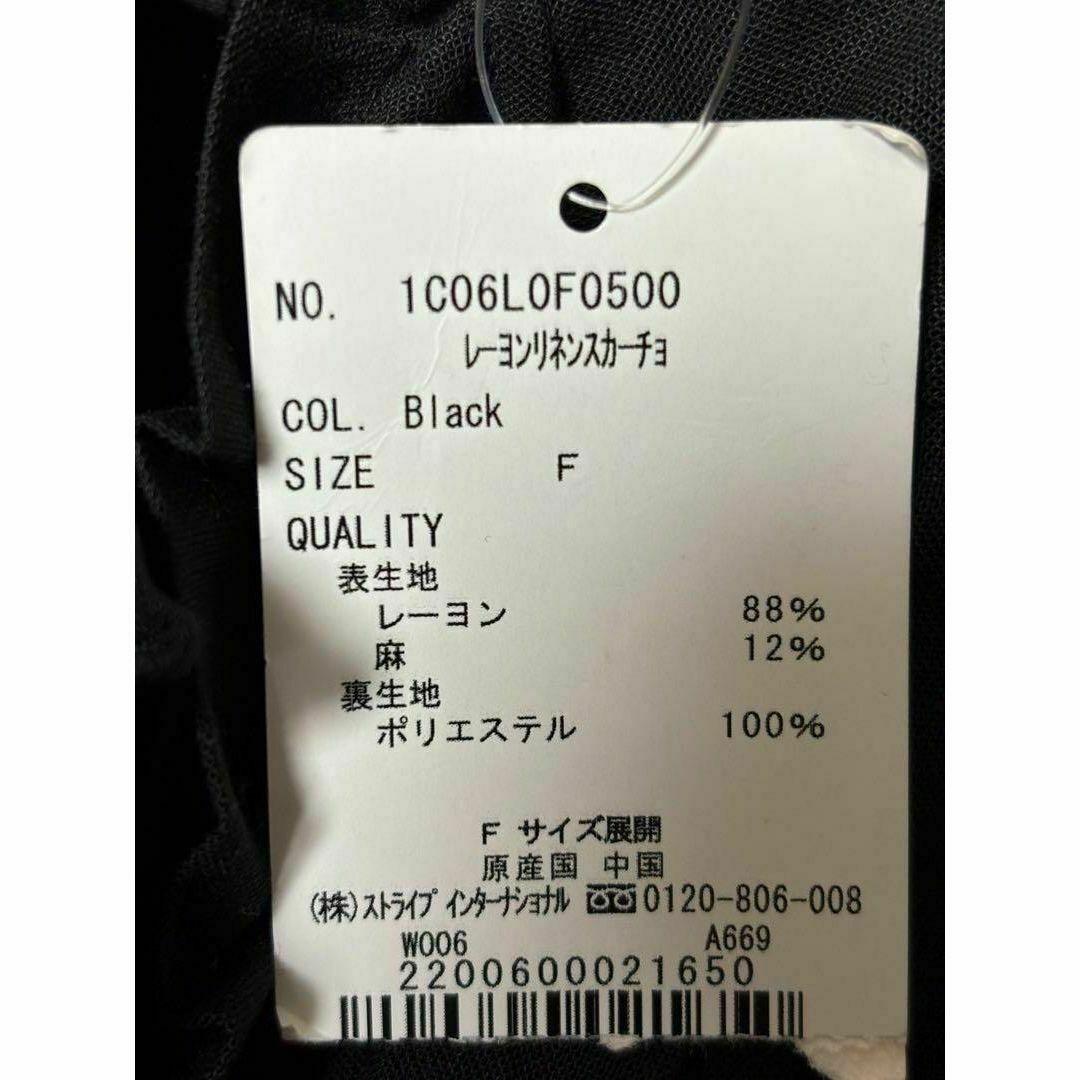 NO. 1C06L0F0500
レーヨンリネンスカーチョ
COL. Black
SIZE F
QUALITY
表生地
レーヨン 88%
麻 12%
裏生地
ポリエステル 100%
F サイズ展開
原産国 中国
(株)ストライプ インターナショナル 0120-806-008
W006 A669
2200600021650